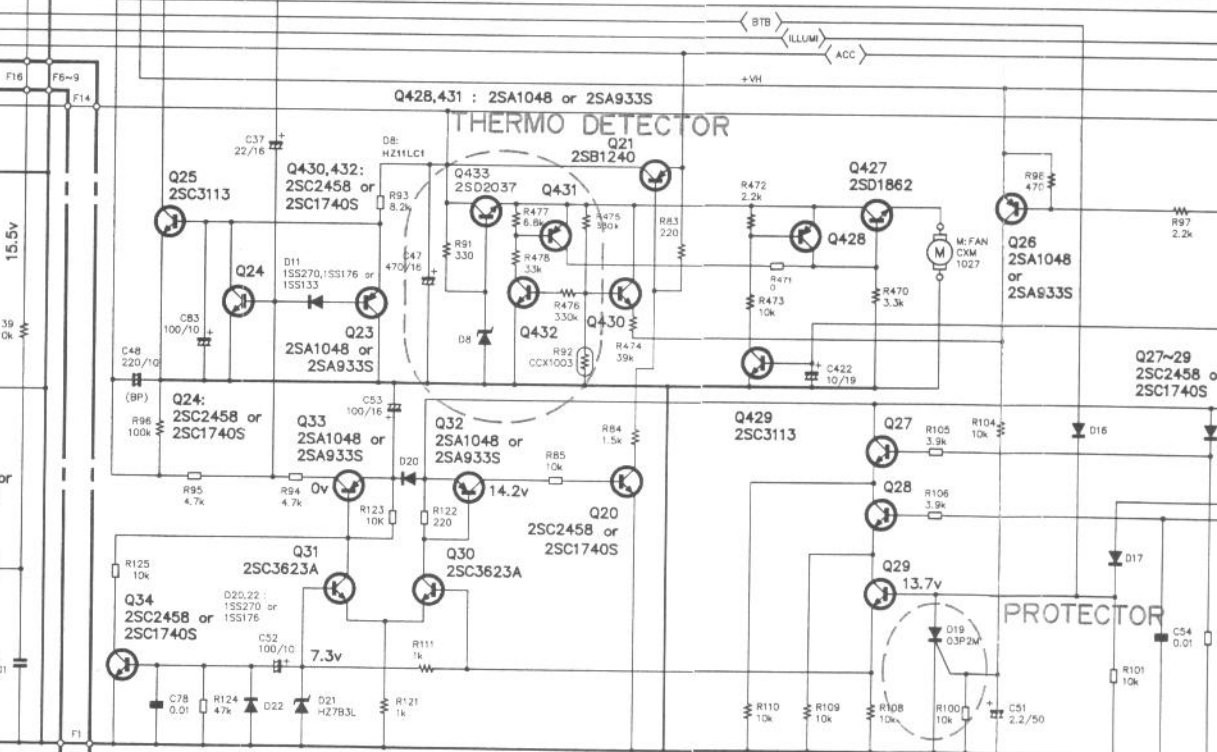 BTB
ILLUMI
ACC
+VH
F16
F6~9
F14
Q428,431 : 2SA1048 or 2SA933S
THERMO DETECTOR
C37
22/16
D8:
HZ11LC1
Q21
2SB1240
Q25
2SC3113
Q430,432:
2SC2458 or
2SC1740S
Q433
2SD2037
Q431
Q427
2SD1862
R472
2.2k
R98
470
R93
8.2k
R477
6.8k
R475
330k
R83
220
R97
2.2k
15.5v
Q428
M:FAN
CXM
1027
M
Q26
2SA1048
or
2SA933S
R91
330
C47
470/16
R478
33k
R471
0
Q24
D11
1SS270,1SS176 or
1SS133
R470
3.3k
R473
10k
R476
330k
C83
100/10
Q23
2SA1048 or
2SA933S
Q432
Q430
D8
R474
39k
R92
CCX1003
C48
220/10
(BP)
C422
10/19
Q27~29
2SC2458 o
2SC1740S
R96
100k
Q24:
2SC2458 or
2SC1740S
C53
100/16
Q33
2SA1048 or
2SA933S
Q32
2SA1048 or
2SA933S
R84
1.5k
Q429
2SC3113
Q27
R105
3.9k
R104
10k
D16
D20
R85
10k
or
R95
4.7k
R94
4.7k
0v
14.2v
Q28
R106
3.9k
R123
10K
R122
220
Q20
2SC2458 or
2SC1740S
Q31
2SC3623A
Q30
2SC3623A
Q29
13.7v
D17
R125
10k
Q34
2SC2458 or
2SC1740S
D20,22 :
1SS270 or
1SS176
PROTECTOR
D19
03P2M
C54
0.01
C52
100/10
7.3v
R111
1k
R101
10k
C78
0.01
R124
47k
D22
D21
HZ7B3L
R121
1k
R110
10k
R109
10k
R108
10k
R100
10k
C51
2.2/50
F1